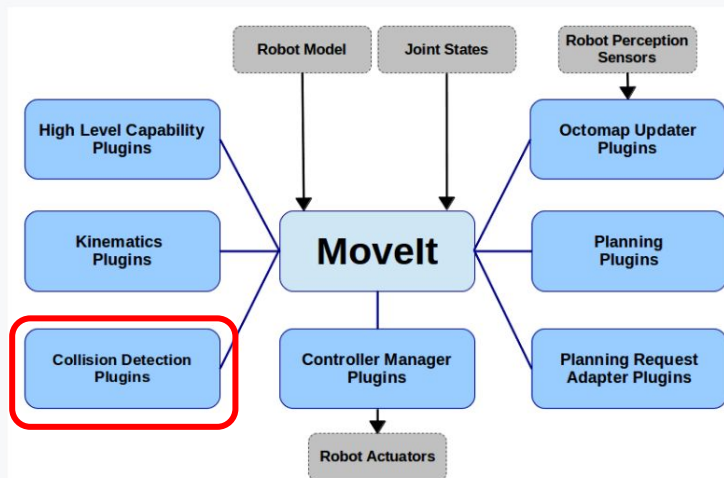 Robot Model
Joint States
Robot Perception
Sensors
High Level Capability
Plugins
Octomap Updater
Plugins
Kinematics
Plugins
MoveIt
Planning
Plugins
Collision Detection
Plugins
Controller Manager
Plugins
Planning Request
Adapter Plugins
Robot Actuators